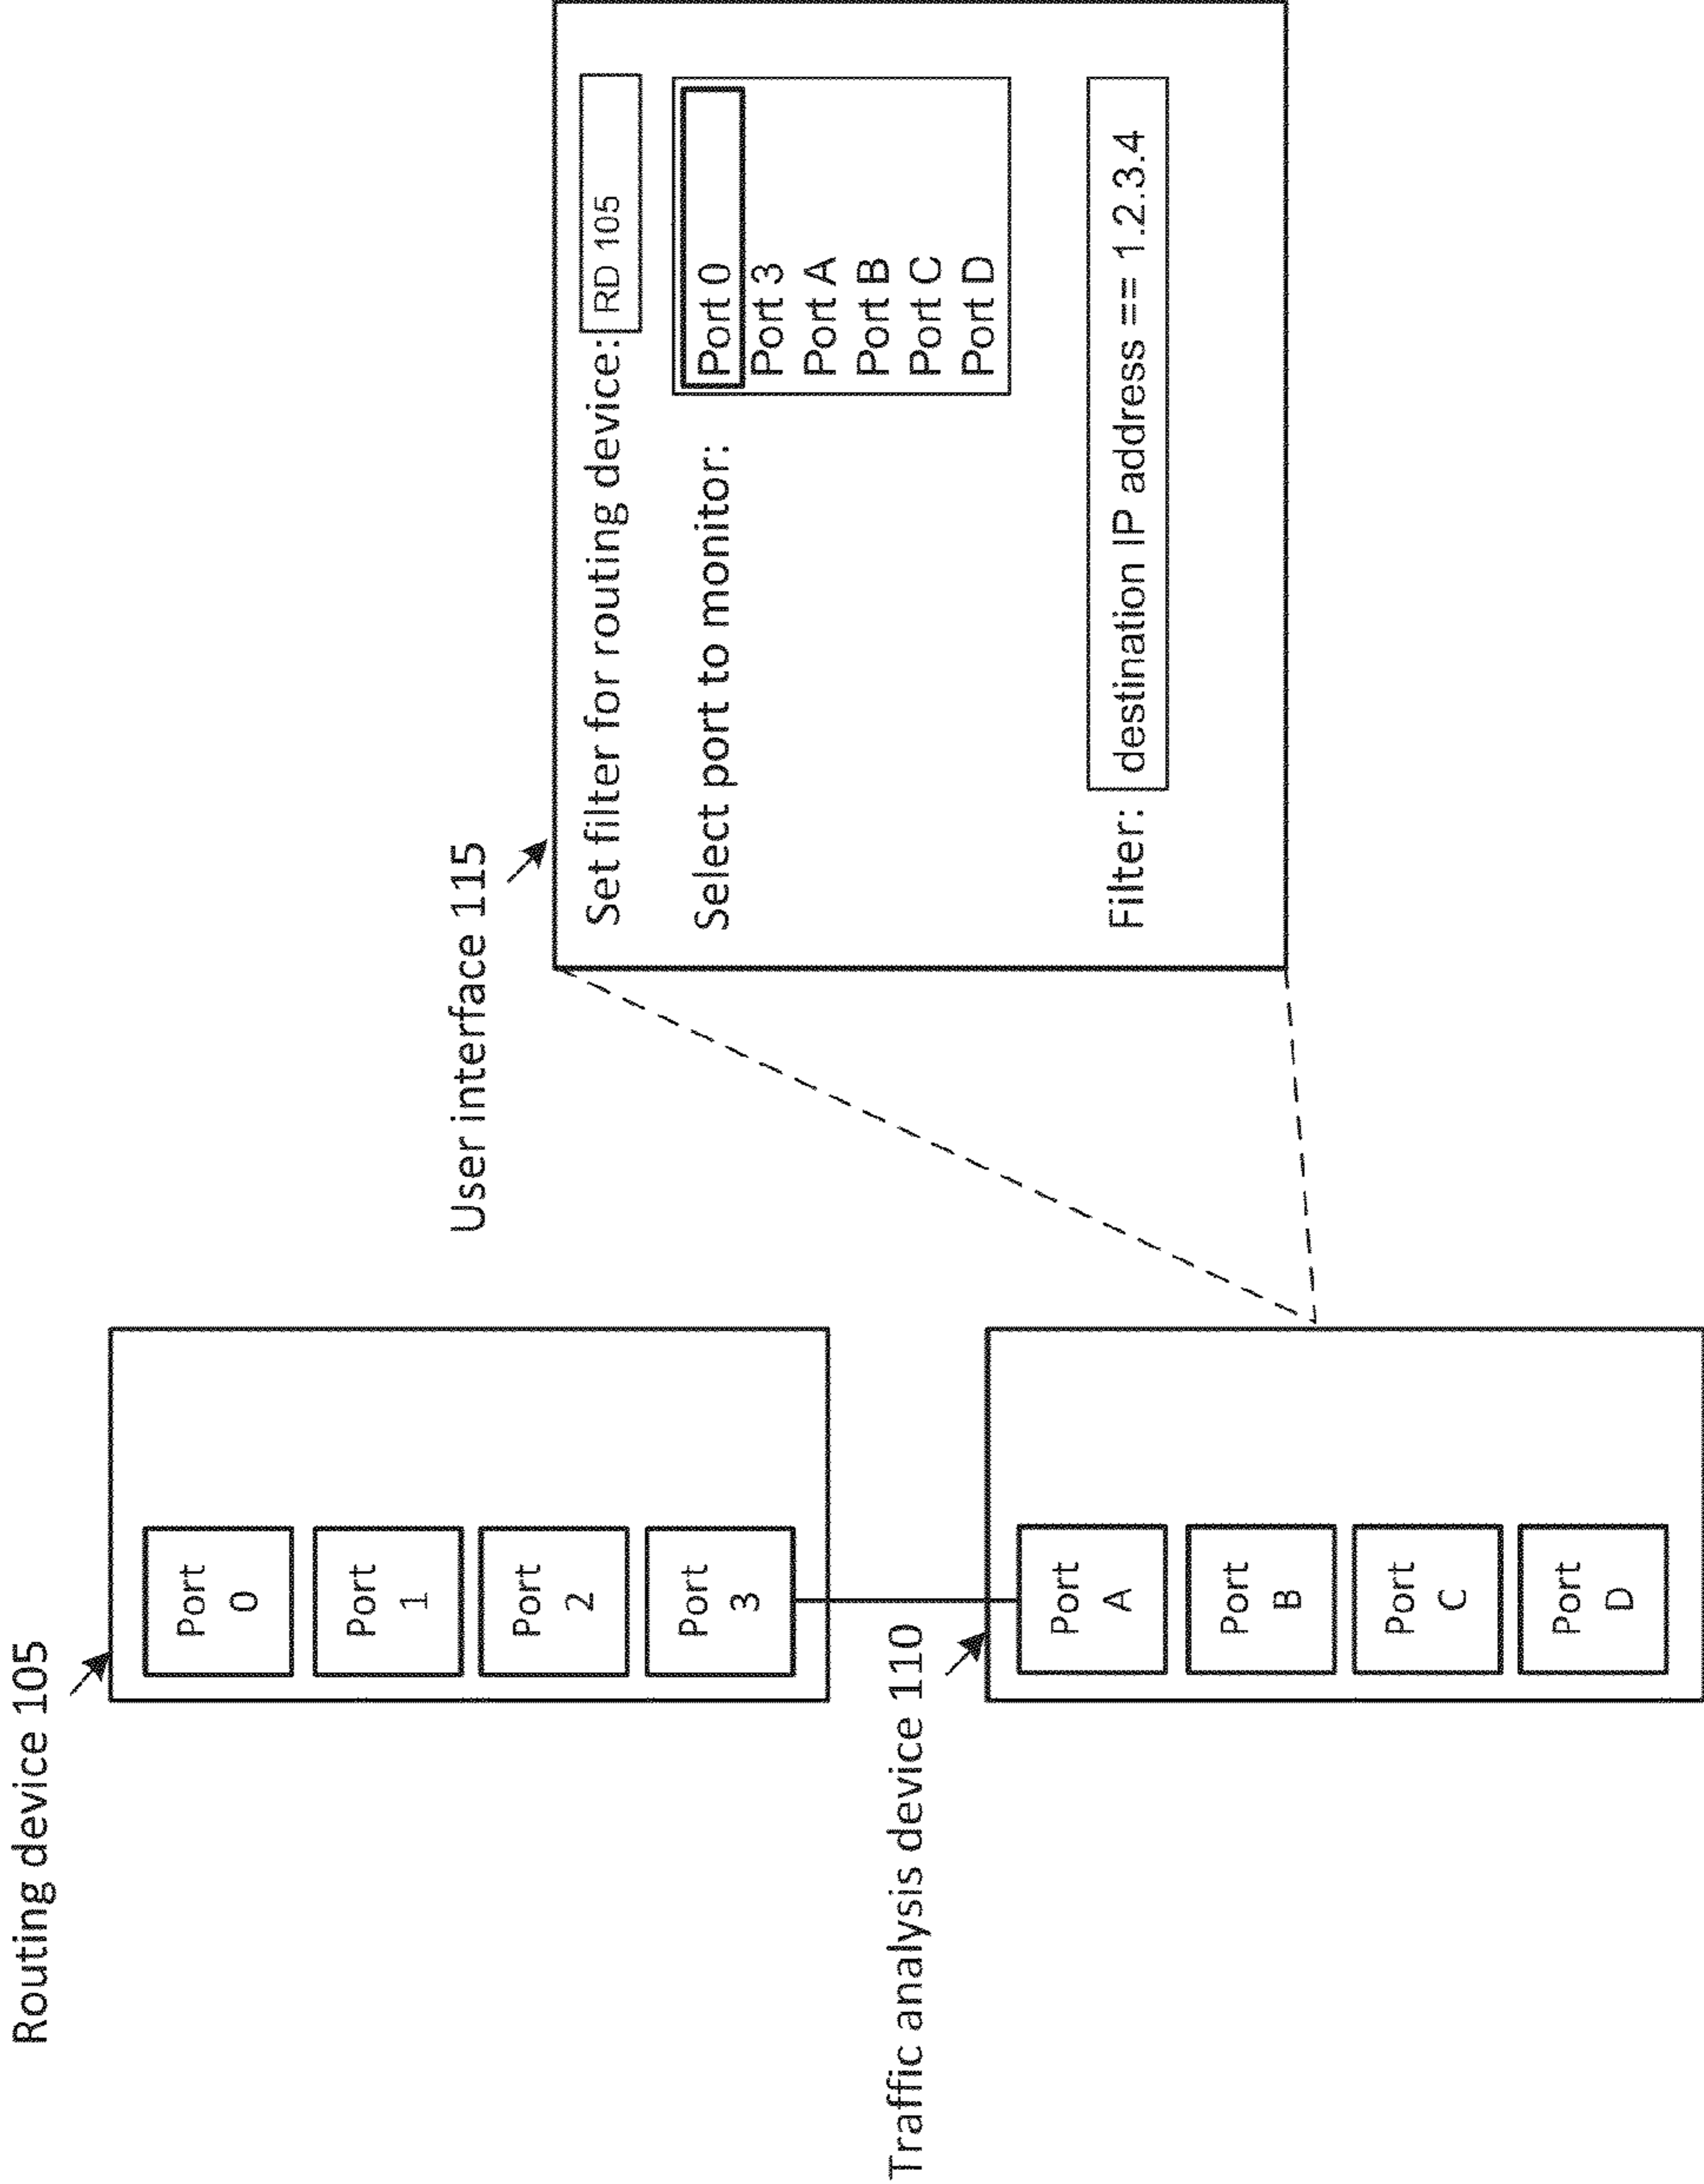 Routing device 105
Port
0
Port
1
Port
2
Port
3
Traffic analysis device 110
Port
A
Port
B
Port
C
Port
D
User interface 115
Set filter for routing device: RD 105
Select port to monitor:
Port 0
Port 3
Port A
Port B
Port C
Port D
Filter: destination IP address == 1.2.3.4